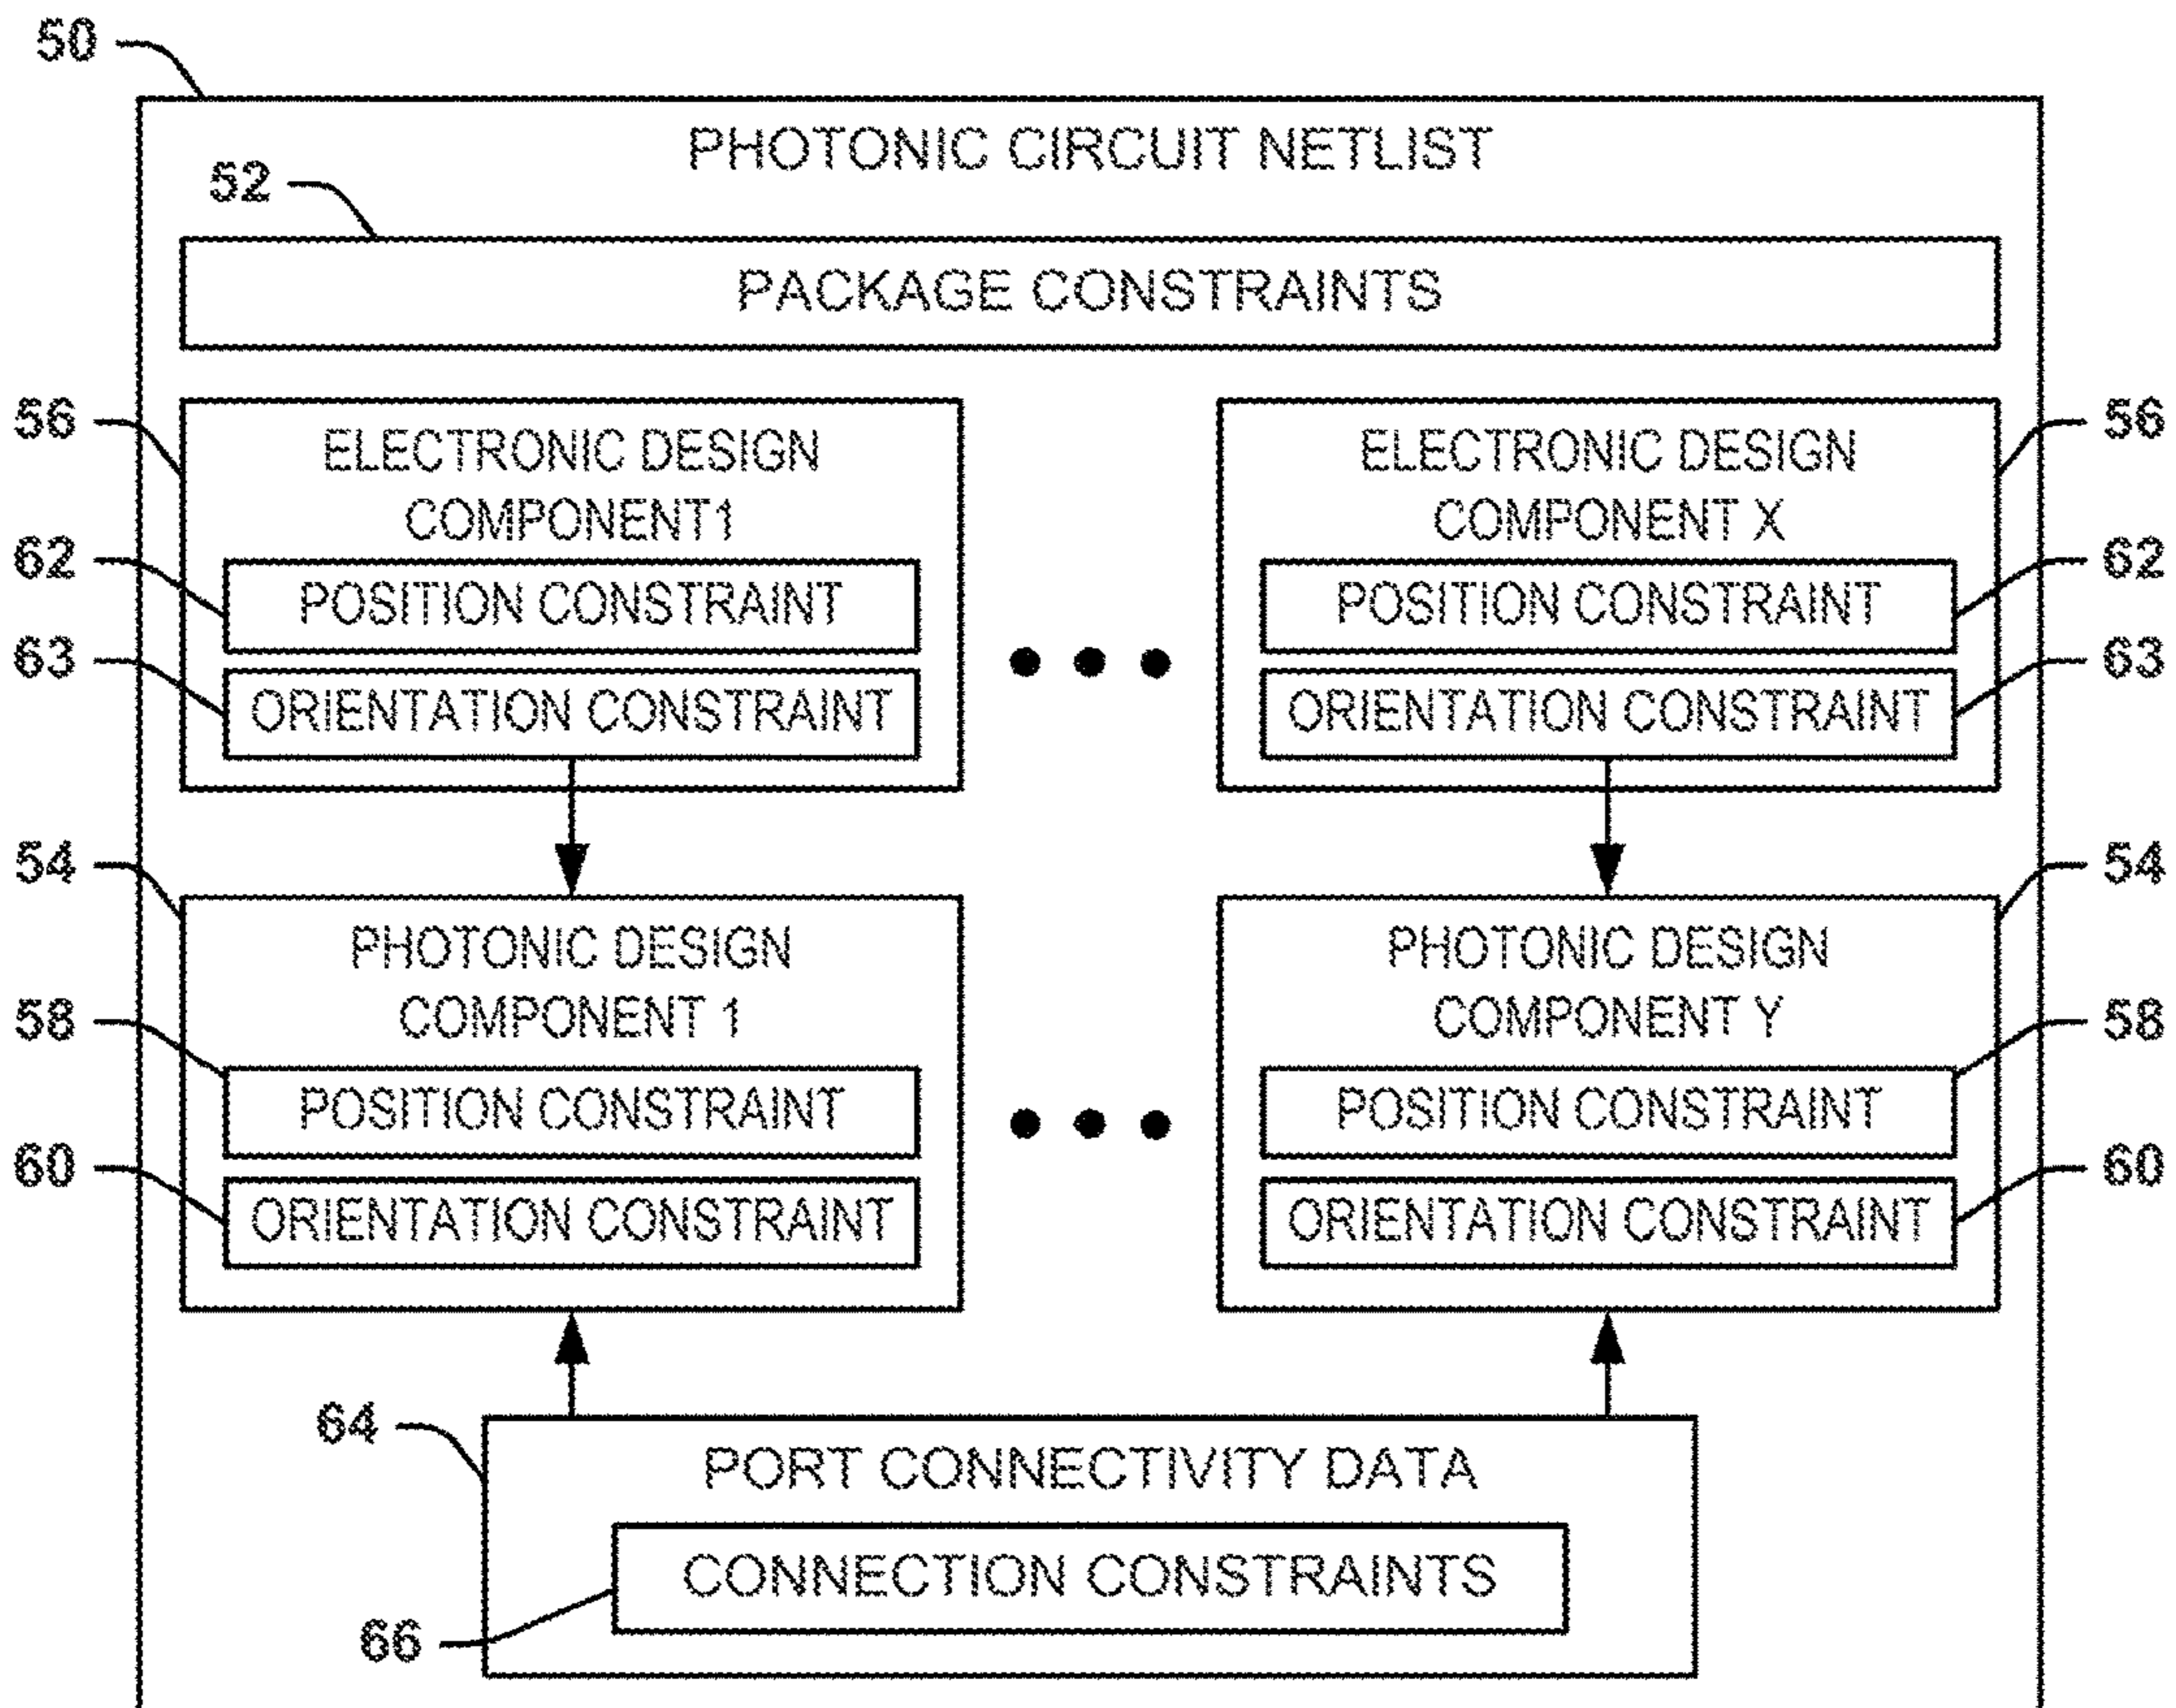 50
PHOTONIC CIRCUIT NETLIST
52
PACKAGE CONSTRAINTS
56
ELECTRONIC DESIGN
COMPONENT1
62
POSITION CONSTRAINT
63
ORIENTATION CONSTRAINT
ELECTRONIC DESIGN
COMPONENT X
56
POSITION CONSTRAINT
62
ORIENTATION CONSTRAINT
63
54
PHOTONIC DESIGN
COMPONENT 1
58
POSITION CONSTRAINT
60
ORIENTATION CONSTRAINT
PHOTONIC DESIGN
COMPONENT Y
54
POSITION CONSTRAINT
58
ORIENTATION CONSTRAINT
60
64
PORT CONNECTIVITY DATA
CONNECTION CONSTRAINTS
66